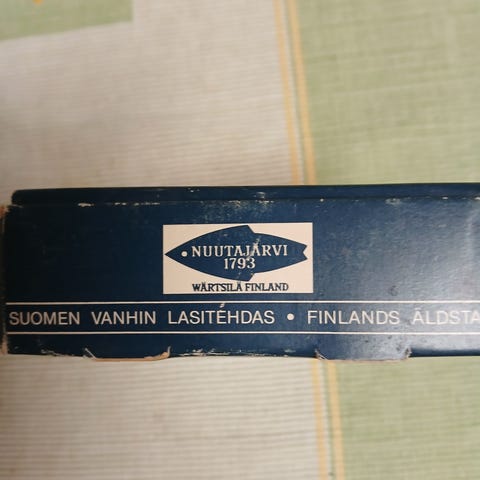 NUUTAJÄRVI
1793
WÄRTSILÄ FINLAND
SUOMEN VANHIN LASITEHDAS • FINLANDS ÄLDSTA